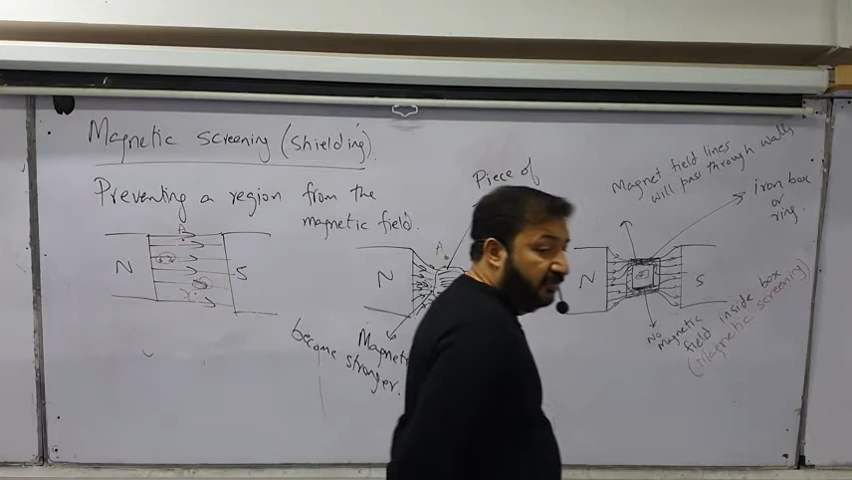 Magnetic screening (shielding).
Preventing a region from the
magnetic field.
A
N
S
Piece of
A
N
Magnetic
become stronger.
Magnet field lines
will pass through walls
iron box
or
ring.
N
S
No
magnetic
field inside box
(Magnetic screening)